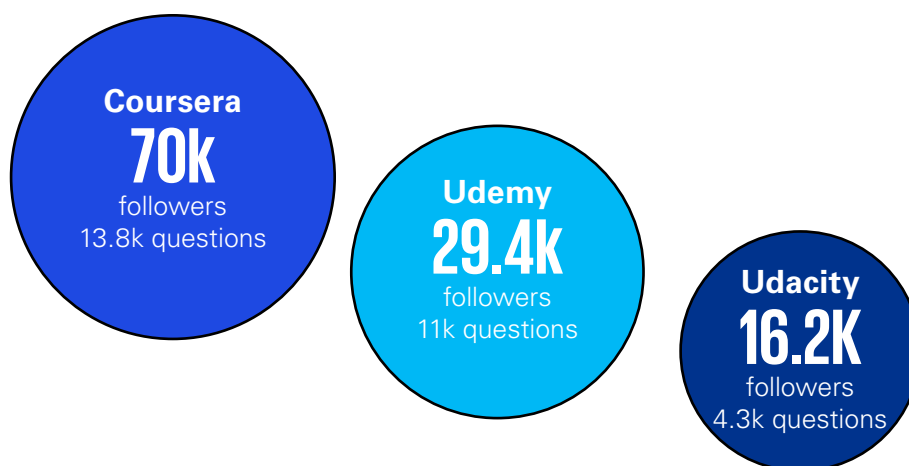 Coursera
70k
followers
13.8k questions
Udemy
29.4k
followers
11k questions
Udacity
16.2K
followers
4.3k questions